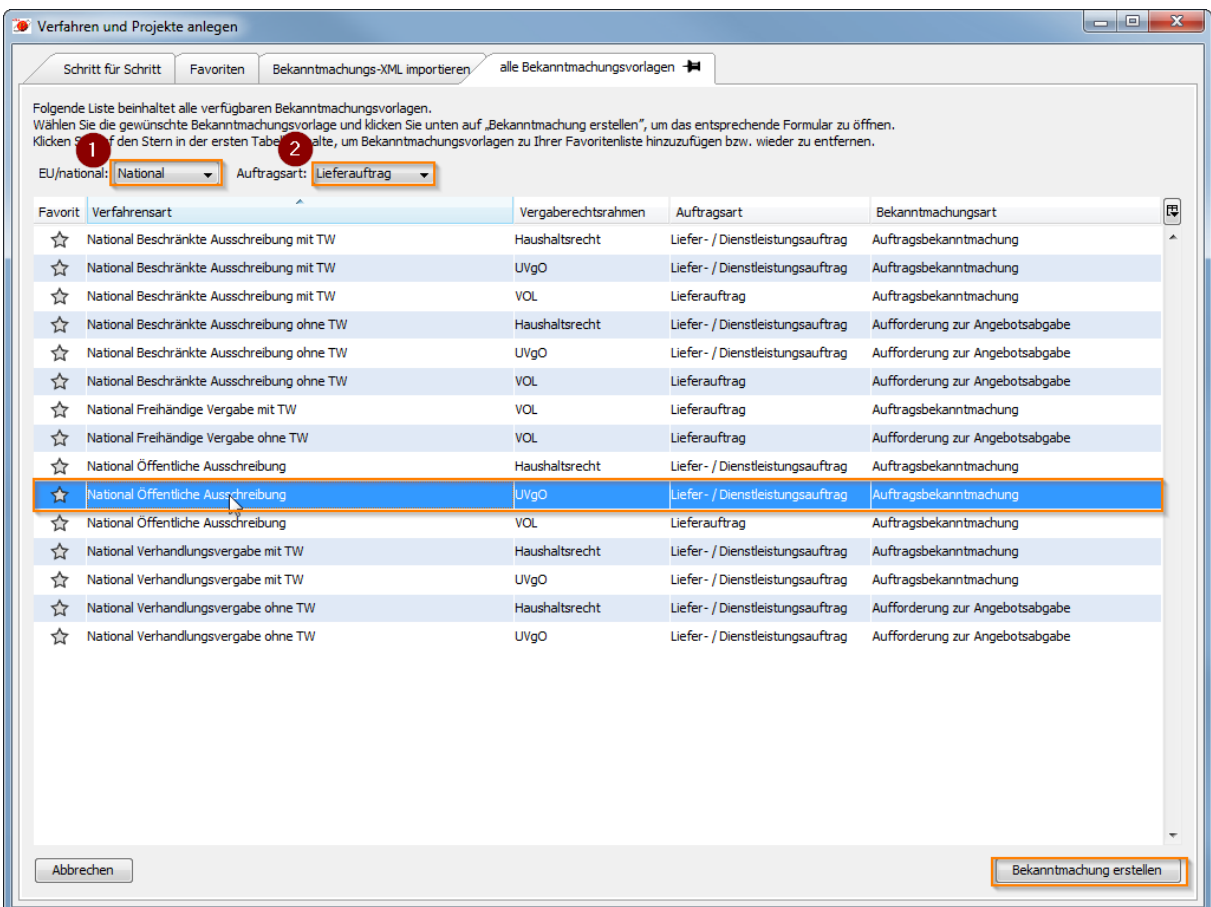 Verfahren und Projekte anlegen
Schritt für Schritt Favoriten Bekanntmachungs-XML importieren alle Bekanntmachungsvorlagen
Folgende Liste beinhaltet alle verfügbaren Bekanntmachungsvorlagen.
Wählen Sie die gewünschte Bekanntmachungsvorlage und klicken Sie unten auf „Bekanntmachung erstellen", um das entsprechende Formular zu öffnen.
Klicken den Stern in der ersten um Bekanntmachungsvorlagen zu Ihrer Favoritenliste hinzuzufügen bzw. wieder zu entfernen.
1 2
EU/national: National Auftragsart: Lieferauftrag
Favorit Verfahrensart Vergaberechtsrahmen Auftragsart Bekanntmachungsart
National Beschränkte Ausschreibung mit TW Haushaltsrecht Liefer- / Dienstleistungsauftrag Auftragsbekanntmachung
National Beschränkte Ausschreibung mit TW UVgO Liefer- / Dienstleistungsauftrag Auftragsbekanntmachung
National Beschränkte Ausschreibung mit TW VOL Lieferauftrag Auftragsbekanntmachung
National Beschränkte Ausschreibung ohne TW Haushaltsrecht Liefer- / Dienstleistungsauftrag Aufforderung zur Angebotsabgabe
National Beschränkte Ausschreibung ohne TW UVgO Liefer- / Dienstleistungsauftrag Aufforderung zur Angebotsabgabe
National Beschränkte Ausschreibung ohne TW VOL Lieferauftrag Aufforderung zur Angebotsabgabe
National Freihändige Vergabe mit TW VOL Lieferauftrag Auftragsbekanntmachung
National Freihändige Vergabe ohne TW VOL Lieferauftrag Aufforderung zur Angebotsabgabe
National Öffentliche Ausschreibung Haushaltsrecht Liefer- / Dienstleistungsauftrag Auftragsbekanntmachung
National Öffentliche Ausschreibung UVgO Liefer- / Dienstleistungsauftrag Auftragsbekanntmachung
National Öffentliche Ausschreibung VOL Lieferauftrag Auftragsbekanntmachung
National Verhandlungsvergabe mit TW Haushaltsrecht Liefer- / Dienstleistungsauftrag Auftragsbekanntmachung
National Verhandlungsvergabe mit TW UVgO Liefer- / Dienstleistungsauftrag Auftragsbekanntmachung
National Verhandlungsvergabe ohne TW Haushaltsrecht Liefer- / Dienstleistungsauftrag Aufforderung zur Angebotsabgabe
National Verhandlungsvergabe ohne TW UVgO Liefer- / Dienstleistungsauftrag Aufforderung zur Angebotsabgabe
Abbrechen Bekanntmachung erstellen